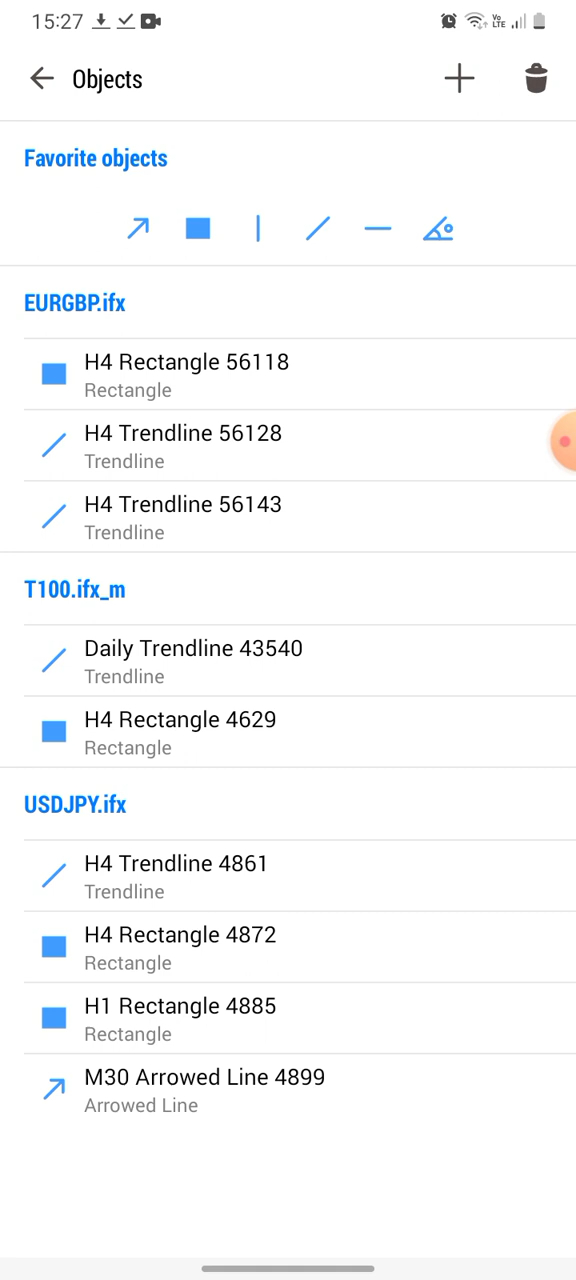 15:27
Vo
LTE
Objects
Favorite objects
EURGBP.ifx
H4 Rectangle 56118
Rectangle
H4 Trendline 56128
Trendline
H4 Trendline 56143
Trendline
T100.ifx_m
Daily Trendline 43540
Trendline
H4 Rectangle 4629
Rectangle
USDJPY.ifx
H4 Trendline 4861
Trendline
H4 Rectangle 4872
Rectangle
H1 Rectangle 4885
Rectangle
M30 Arrowed Line 4899
Arrowed Line